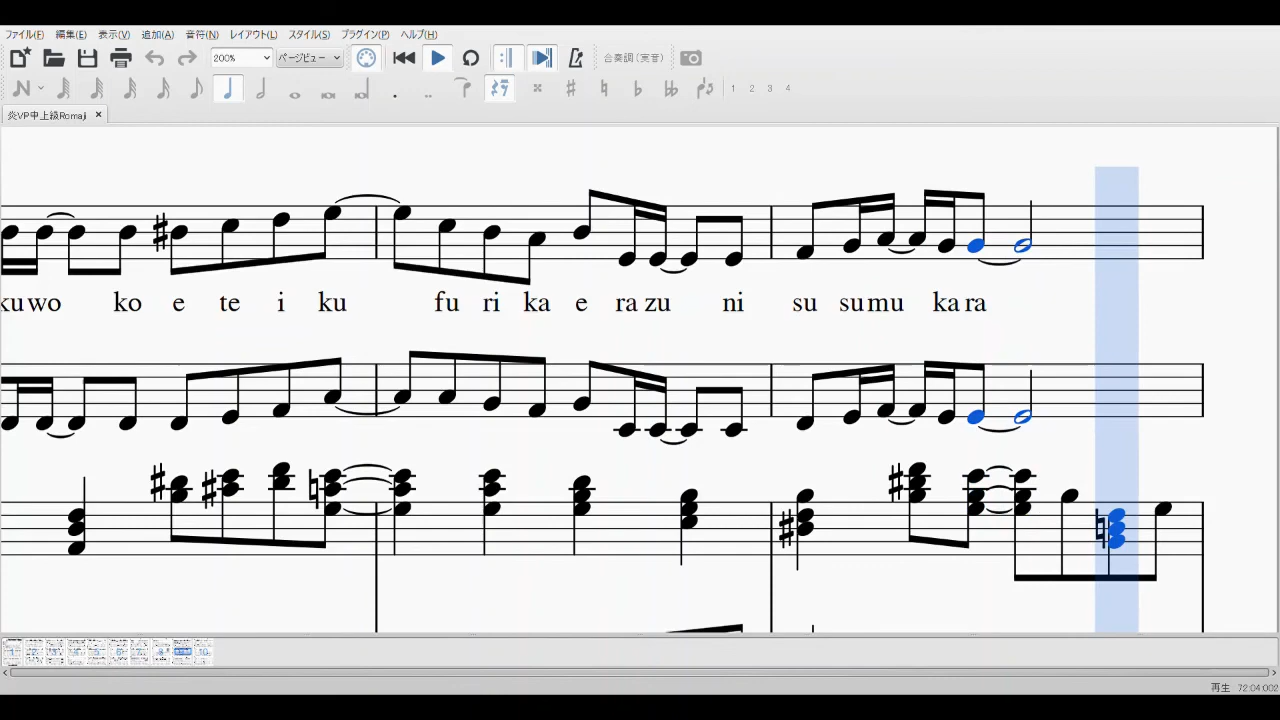 ファイル(F) 編集(E) 表示(V) 追加(A) 音符(N) レイアウト(L) スタイル(S) プラグイン(P) ヘルプ(H)
200% ページビュー 合奏調 (実音)
1 2 3 4
炎VP中上級Romaji ×
ku wo ko e te i ku fu ri ka e ra zu ni su su mu ka ra
再生 72:04:002